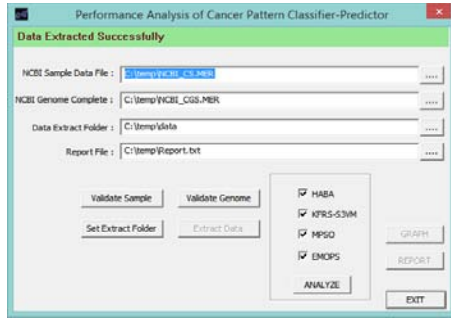 Performance Analysis of Cancer Pattern Classifier-Predictor
Data Extracted Successfully
NCBI Sample Data File : C:\temp\NCBI_CS.MER ....
NCBI Genome Complete : C:\temp\NCBI_CGS.MER ....
Data Extract Folder : C:\temp\data ....
Report File : C:\temp\Report.txt ....
Validate Sample Validate Genome
Set Extract Folder Extract Data
HABA
KFRS-S3VM
MPSO
EMOPS
ANALYZE
GRAPH
REPORT
EXIT